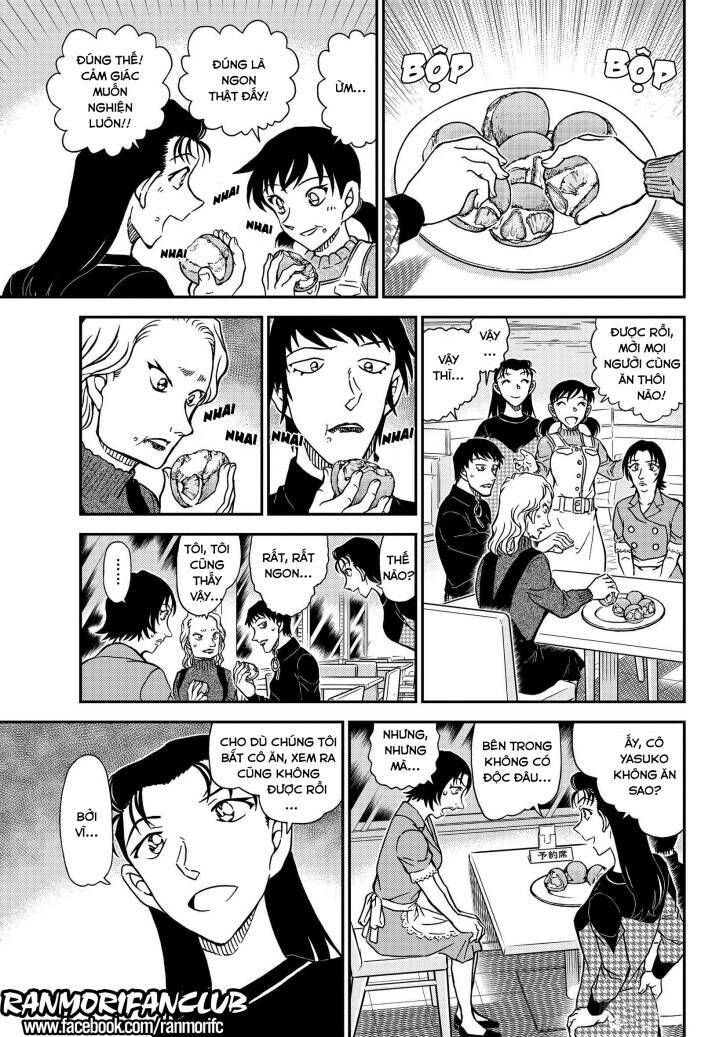 BỘP
BỘP
ỪM...
ĐÚNG LÀ
NGON
THẬT ĐẤY!
ĐÚNG THẾ!
CẢM GIÁC
MUỐN
NGHIỆN
LUÔN!!
NHAI
NHAI
NHAI
NHAI
ĐƯỢC RỒI,
MỜI MỌI
NGƯỜI CÙNG
ĂN THÔI
NÀO!
VẬY
...
VẬY
THÌ...
NHAI
NHAI
NHAI
NHAI
THẾ
NÀO?
RẤT, RẤT
NGON...
TÔI, TÔI
CŨNG
THẤY
VẬY...
......
ẤY, CÔ
YASUKO
KHÔNG ĂN
SAO?
BÊN TRONG
KHÔNG CÓ
ĐỘC ĐÂU...
NHƯNG,
NHƯNG
MÀ...
予約席
CHO DÙ CHÚNG TÔI
BẮT CÔ ĂN, XEM RA
CŨNG KHÔNG
ĐƯỢC RỒI
...
BỞI
VÌ...
RANMORIFANCLUB
www.facebook.com/ranmorifc